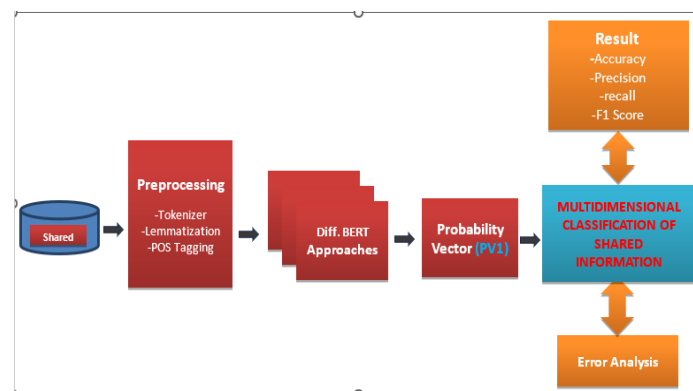 Shared
Preprocessing
-Tokenizer
-Lemmatization
-POS Tagging
Diff. BERT
Approaches
Probability
Vector (PV1)
MULTIDIMENSIONAL
CLASSIFICATION OF
SHARED
INFORMATION
Result
-Accuracy
-Precision
-recall
-F1 Score
Error Analysis